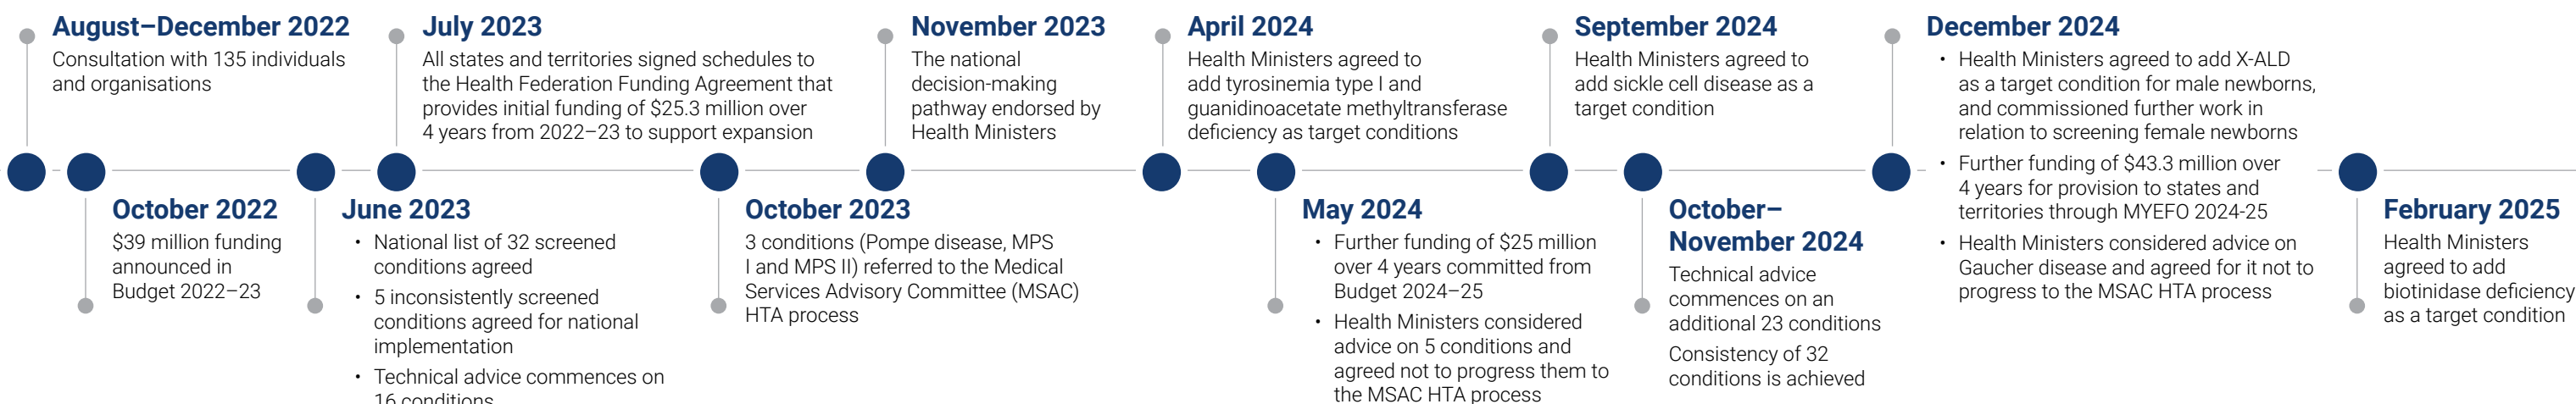 August–December 2022
Consultation with 135 individuals
and organisations
October 2022
$39 million funding
announced in
Budget 2022–23
June 2023
• National list of 32 screened
conditions agreed
• 5 inconsistently screened
conditions agreed for national
implementation
• Technical advice commences on
16 conditions
July 2023
All states and territories signed schedules to
the Health Federation Funding Agreement that
provides initial funding of $25.3 million over
4 years from 2022–23 to support expansion
October 2023
3 conditions (Pompe disease, MPS
I and MPS II) referred to the Medical
Services Advisory Committee (MSAC)
HTA process
November 2023
The national
decision-making
pathway endorsed by
Health Ministers
April 2024
Health Ministers agreed to
add tyrosinemia type I and
guanidinoacetate methyltransferase
deficiency as target conditions
May 2024
• Further funding of $25 million
over 4 years committed from
Budget 2024–25
• Health Ministers considered
advice on 5 conditions and
agreed not to progress them to
the MSAC HTA process
September 2024
Health Ministers agreed to
add sickle cell disease as a
target condition
October–
November 2024
Technical advice
commences on an
additional 23 conditions
Consistency of 32
conditions is achieved
December 2024
• Health Ministers agreed to add X-ALD
as a target condition for male newborns,
and commissioned further work in
relation to screening female newborns
• Further funding of $43.3 million over
4 years for provision to states and
territories through MYEFO 2024-25
• Health Ministers considered advice on
Gaucher disease and agreed for it not to
progress to the MSAC HTA process
February 2025
Health Ministers
agreed to add
biotinidase deficiency
as a target condition